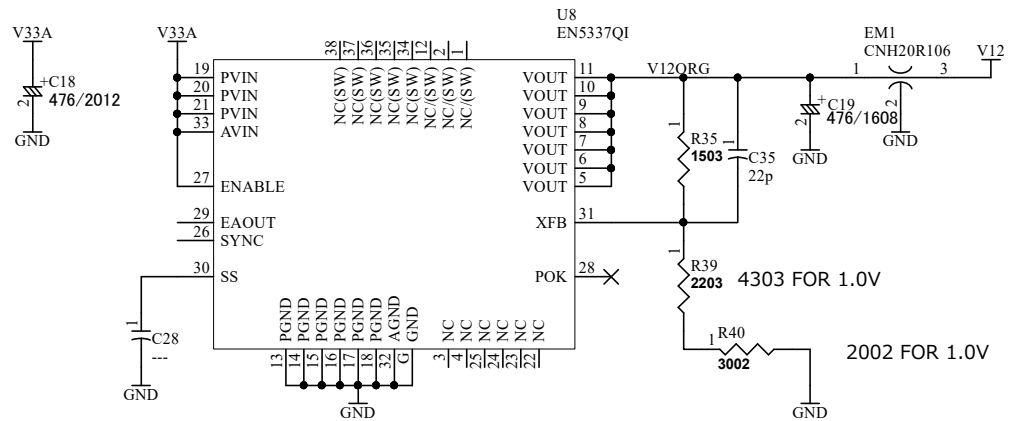 U8
EN5337QI
V33A
+C18
476/2012
2
GND
V33A
19 PVIN
20 PVIN
21 PVIN
33 AVIN
27 ENABLE
29 EAOUT
26 SYNC
30 SS
1
C28
---
GND
38 NC(SW)
37 NC(SW)
36 NC(SW)
35 NC(SW)
34 NC(SW)
12 NC/(SW)
2 NC/(SW)
1 NC/(SW)
VOUT 11
VOUT 10
VOUT 9
VOUT 8
VOUT 7
VOUT 6
VOUT 5
XFB 31
POK 28
PGND 13
PGND 14
PGND 15
PGND 16
PGND 17
PGND 18
AGND 32
GND G
NC 3
NC 4
NC 25
NC 24
NC 23
NC 22
GND
V12ORG
1
R35
1503
1
C35
22p
+C19
476/1608
2
GND
EM1
CNH20R106
1
3
2
GND
V12
1
R39
2203
4303 FOR 1.0V
1
R40
3002
2002 FOR 1.0V
GND